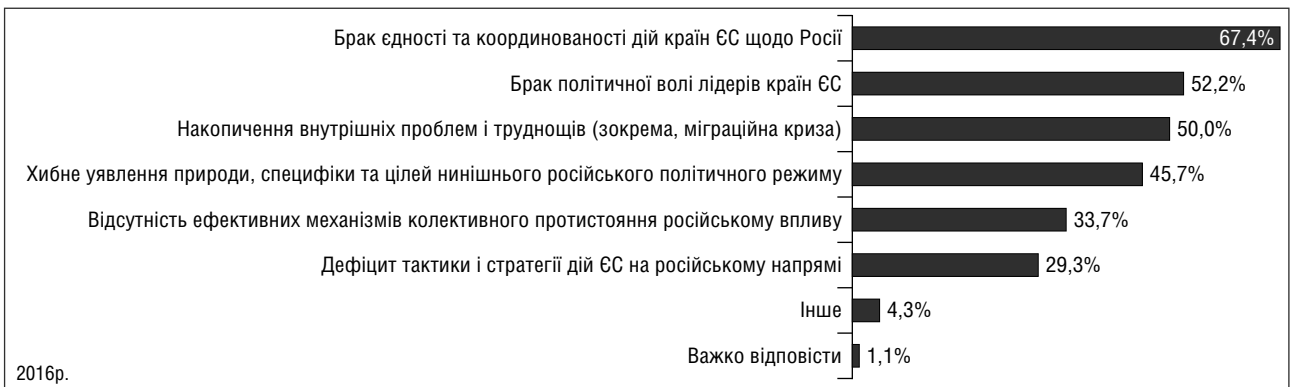 Брак єдності та координованості дій країн ЄС щодо Росії 67,4%
Брак політичної волі лідерів країн ЄС 52,2%
Накопичення внутрішніх проблем і труднощів (зокрема, міграційна криза) 50,0%
Хибне уявлення природи, специфіки та цілей нинішнього російського політичного режиму 45,7%
Відсутність ефективних механізмів колективного протистояння російському впливу 33,7%
Дефіцит тактики і стратегії дій ЄС на російському напрямі 29,3%
Інше 4,3%
Важко відповісти 1,1%
2016р.